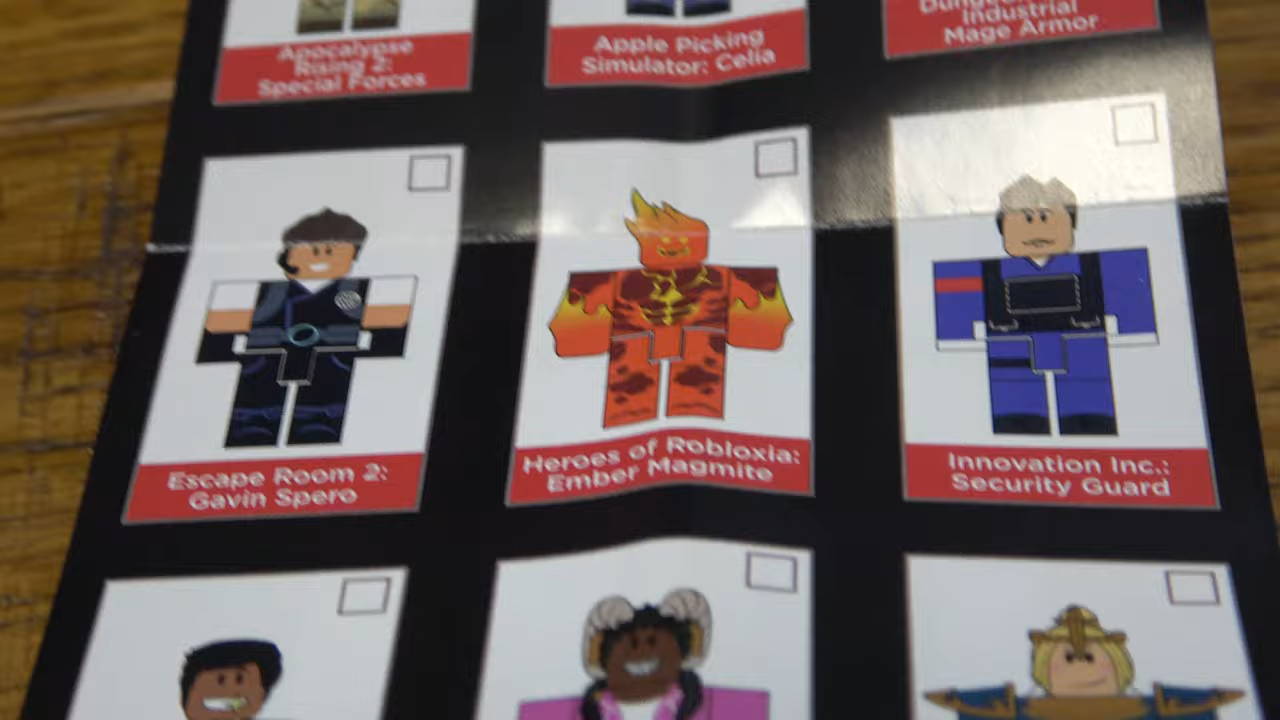 Apocalypse
Rising 2:
Special Forces
Apple Picking
Simulator: Celia
Industrial
Mage Armor
Escape Room 2:
Gavin Spero
Heroes of Robloxia:
Ember Magmite
Innovation Inc.:
Security Guard